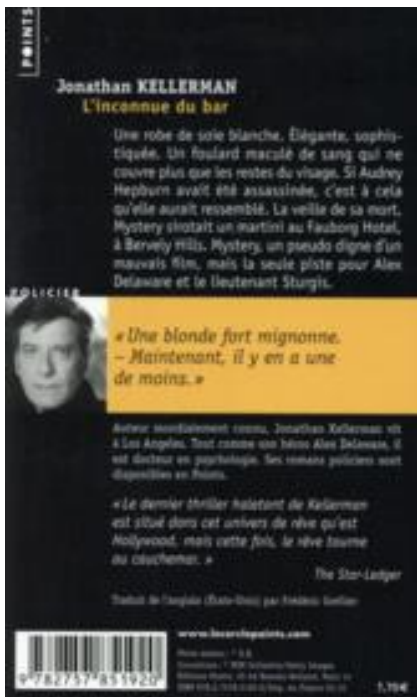 POINTS
Jonathan KELLERMAN
L'inconnue du bar
Une robe de soie blanche. Élégante, sophis-
tiquée. Un foulard maculé de sang qui ne
couvre plus que les restes du visage. Si Audrey
Hepburn avait été assassinée, c'est à cela
qu'elle aurait ressemblé. La veille de sa mort,
Mystery sirotait un martini au Fauborg Hotel,
à Bervely Hills. Mystery, un pseudo digne d'un
mauvais film, mais la seule piste pour Alex
Delaware et le lieutenant Sturgis.
POLICIER
« Une blonde fort mignonne.
– Maintenant, il y en a une
de moins. »
Auteur mondialement connu, Jonathan Kellerman vit
à Los Angeles. Tout comme son héros Alex Delaware, il
est docteur en psychologie. Ses romans policiers sont
disponibles en Points.
« Le dernier thriller haletant de Kellerman
est situé dans cet univers de rêve qu'est
Hollywood, mais cette fois, le rêve tourne
au cauchemar. »
The Star-Ledger
Traduit de l'anglais (États-Unis) par Frédéric Grellier
www.lecerclepoints.com
9 782757 855920